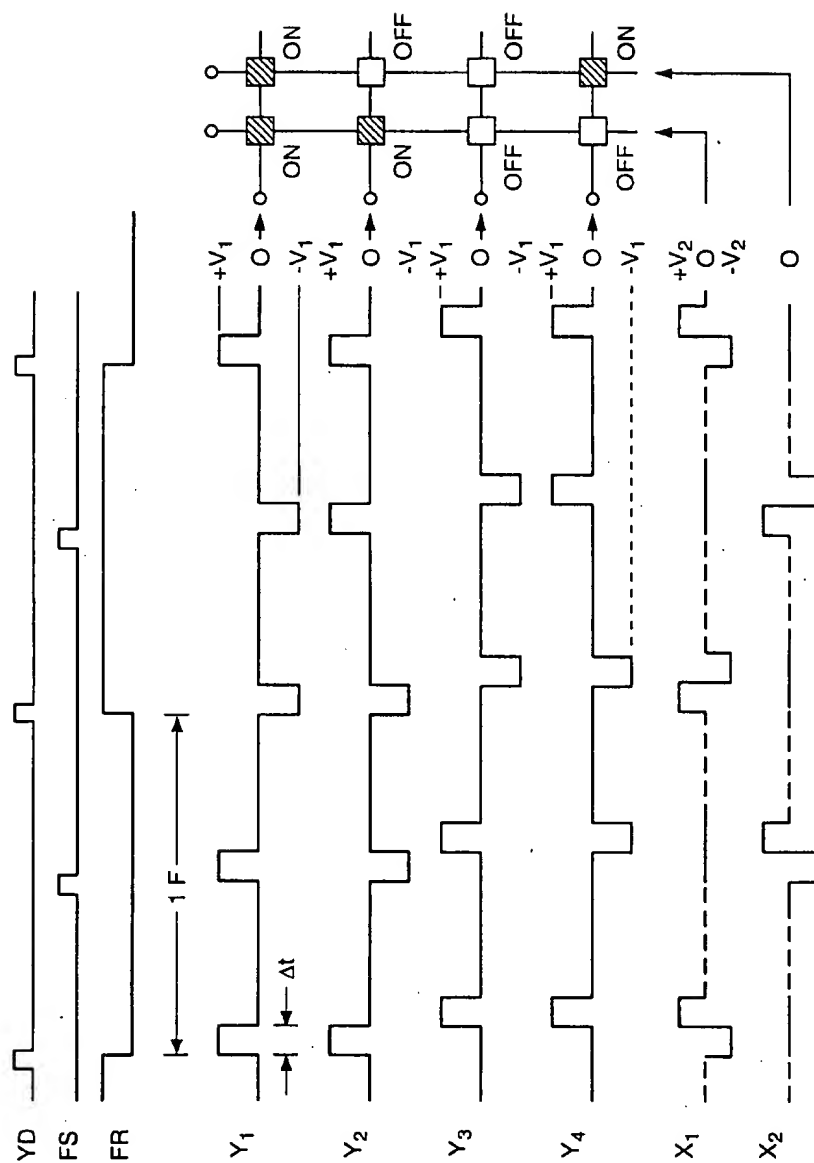 YD
FS
FR
1 F
Δt
Y₁ +V₁ O -V₁ ON ON
Y₂ +V₁ O -V₁ ON OFF
Y₃ +V₁ O -V₁ OFF OFF
Y₄ +V₁ O -V₁ OFF ON
X₁ +V₂ O -V₂
X₂ O